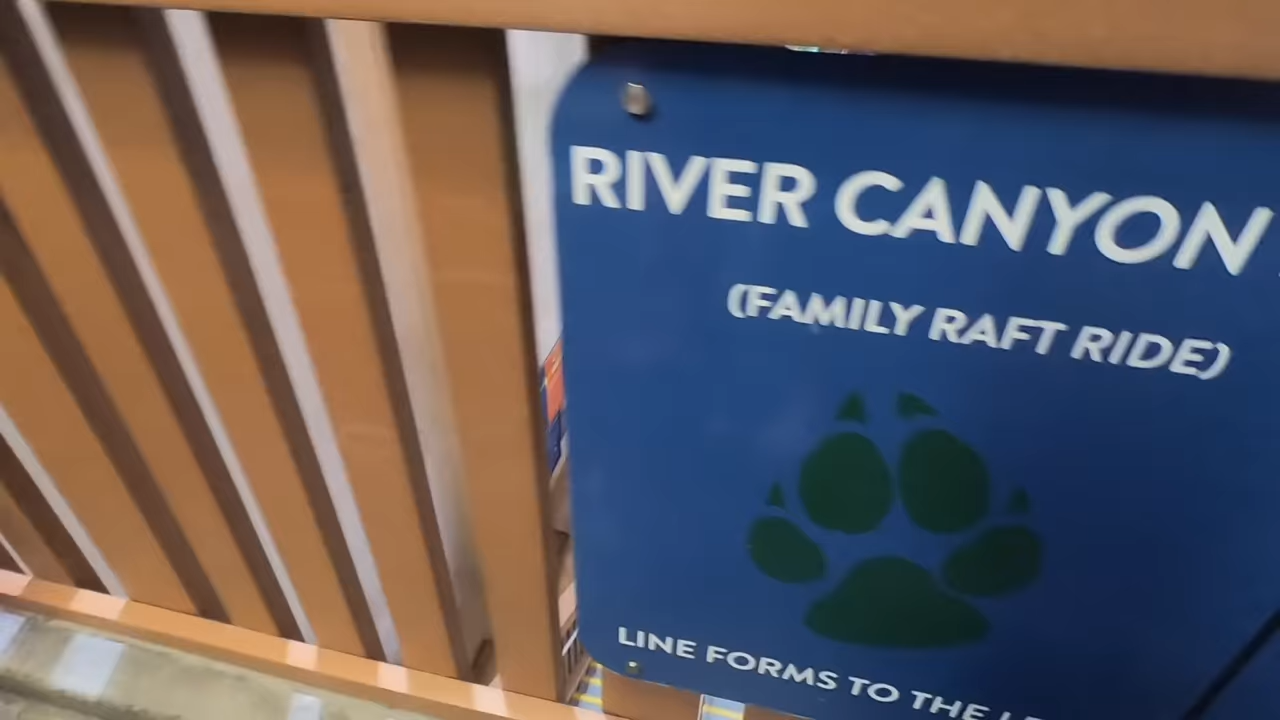 RIVER CANYON
(FAMILY RAFT RIDE)
LINE FORMS TO THE